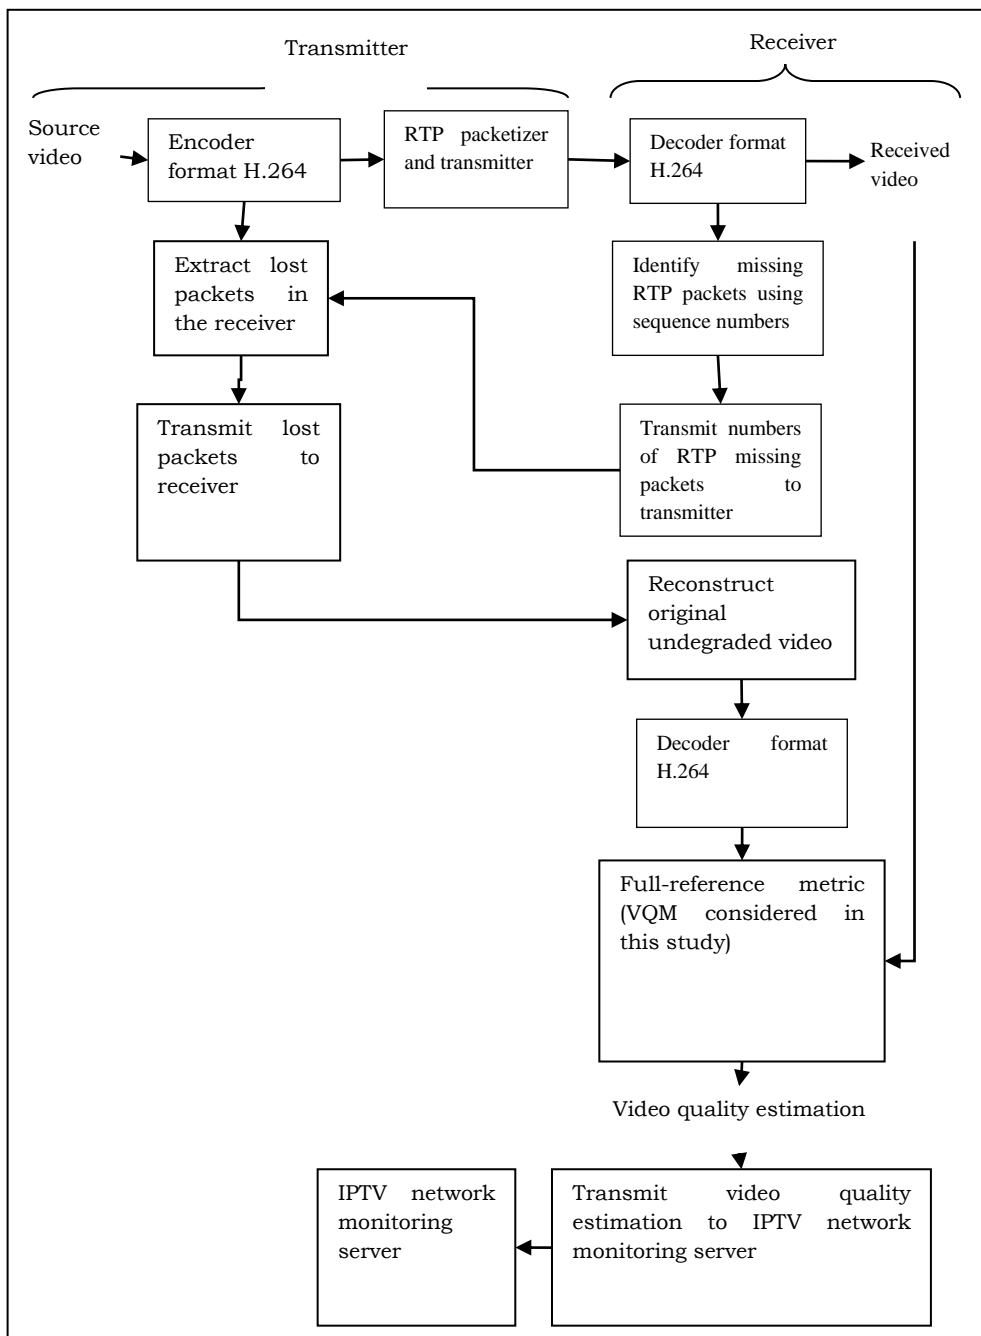 Transmitter
Receiver
Source
video
Encoder
format H.264
RTP packetizer
and transmitter
Decoder format
H.264
Received
video
Extract lost
packets in
the receiver
Identify missing
RTP packets using
sequence numbers
Transmit lost
packets to
receiver
Transmit numbers
of RTP missing
packets to
transmitter
Reconstruct
original
undegraded video
Decoder format
H.264
Full-reference metric
(VQM considered in
this study)
Video quality estimation
IPTV network
monitoring
server
Transmit video quality
estimation to IPTV network
monitoring server